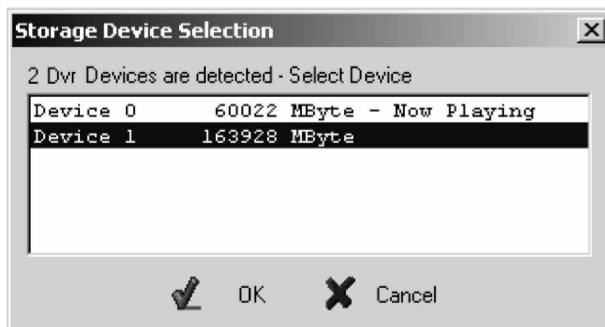 Storage Device Selection
2 Dvr Devices are detected - Select Device
Device 0 60022 MByte - Now Playing
Device 1 163928 MByte
OK Cancel